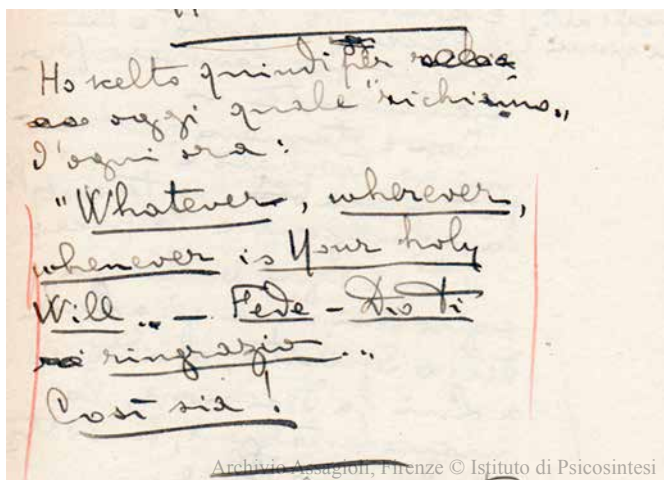 Ho scelto quindi per
oggi quale "richiamo„
d'ogni ora:
"Whatever, wherever,
whenever is Your holy
Will„ – Fede – Dio Ti
ringrazio„
Così sia!
Archivio Assagioli, Firenze © Istituto di Psicosintesi